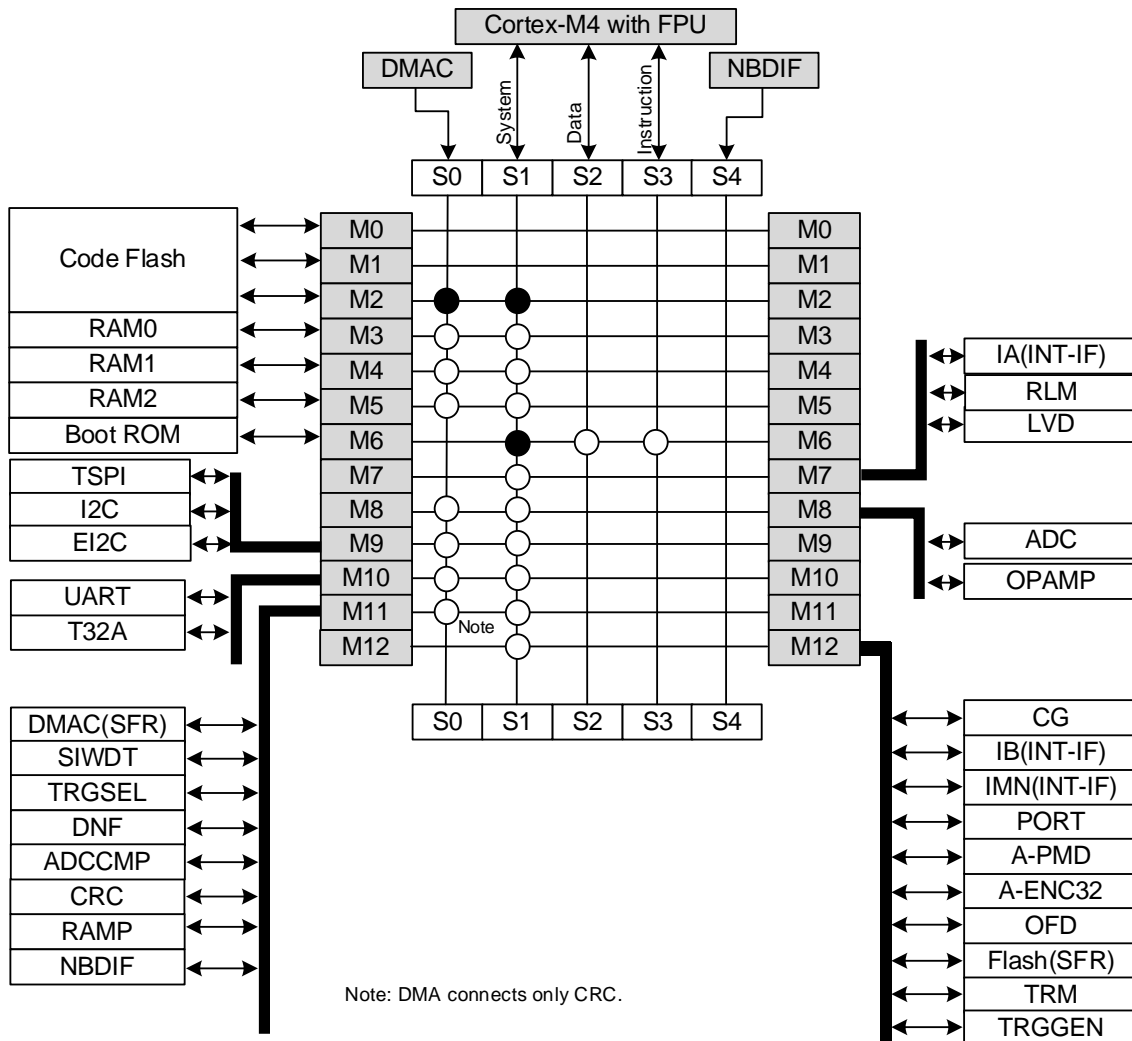 Cortex-M4 with FPU
DMAC
NBDIF
System
Data
Instruction
S0 S1 S2 S3 S4
Code Flash
RAM0
RAM1
RAM2
Boot ROM
TSPI
I2C
EI2C
UART
T32A
DMAC(SFR)
SIWDT
TRGSEL
DNF
ADCCMP
CRC
RAMP
NBDIF
M0
M1
M2
M3
M4
M5
M6
M7
M8
M9
M10
M11
M12
Note
M0
M1
M2
M3
M4
M5
M6
M7
M8
M9
M10
M11
M12
S0 S1 S2 S3 S4
IA(INT-IF)
RLM
LVD
ADC
OPAMP
CG
IB(INT-IF)
IMN(INT-IF)
PORT
A-PMD
A-ENC32
OFD
Flash(SFR)
TRM
TRGGEN
Note: DMA connects only CRC.